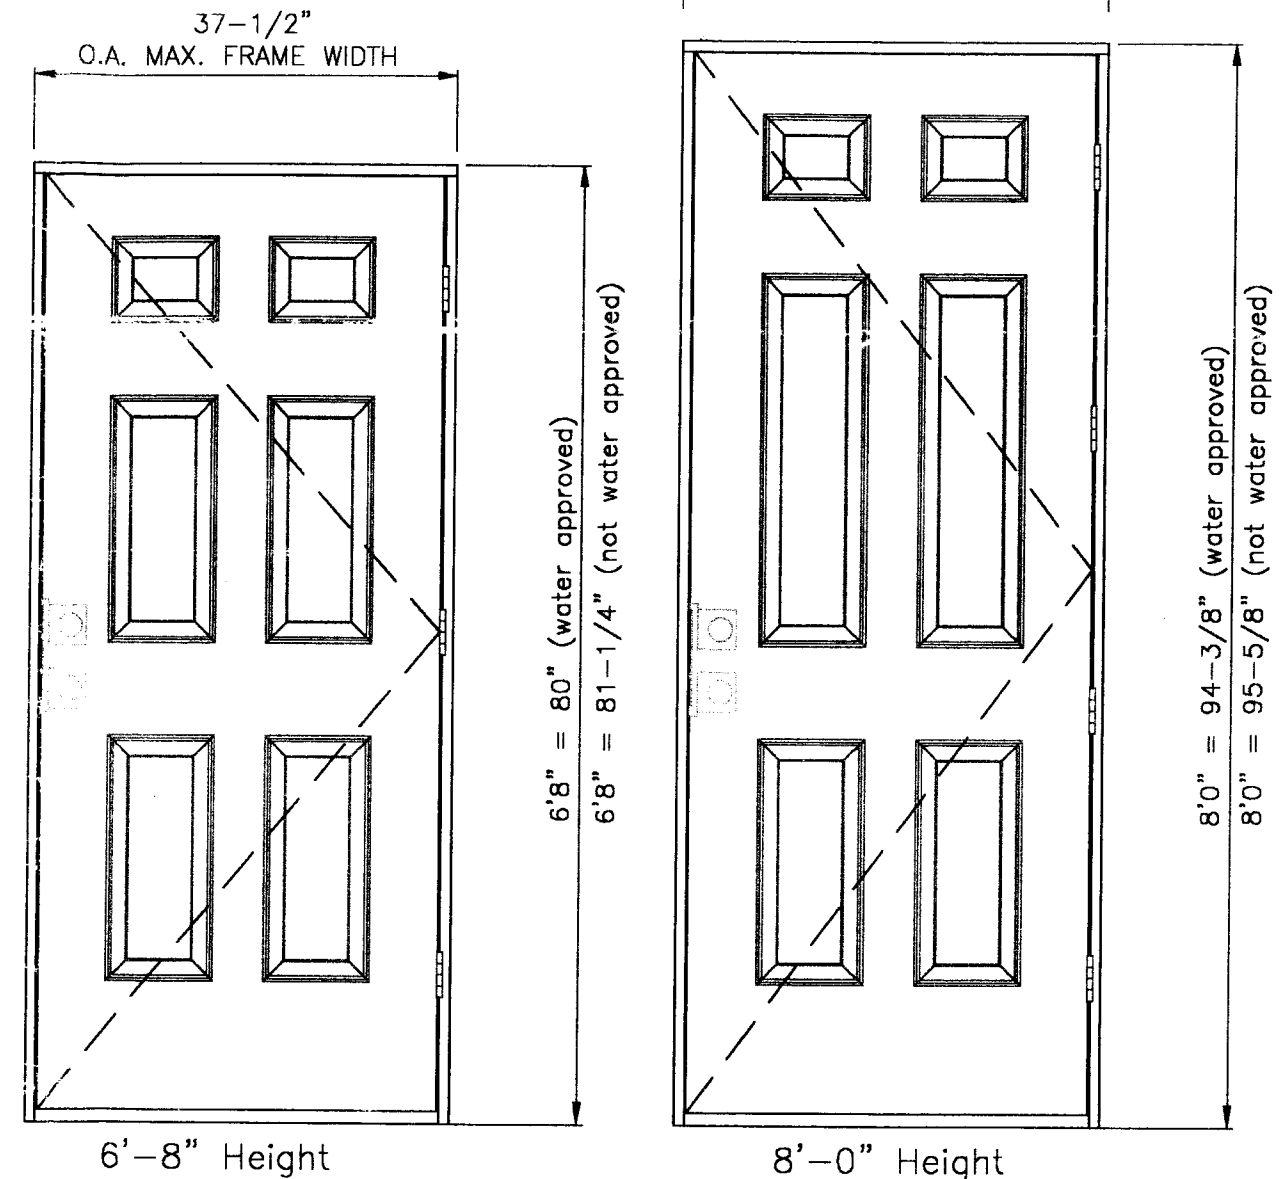 37-1/2"
O.A. MAX. FRAME WIDTH
6'8" = 80" (water approved)
6'8" = 81-1/4" (not water approved)
8'0" = 94-3/8" (water approved)
8'0" = 95-5/8" (not water approved)
6'-8" Height
8'-0" Height